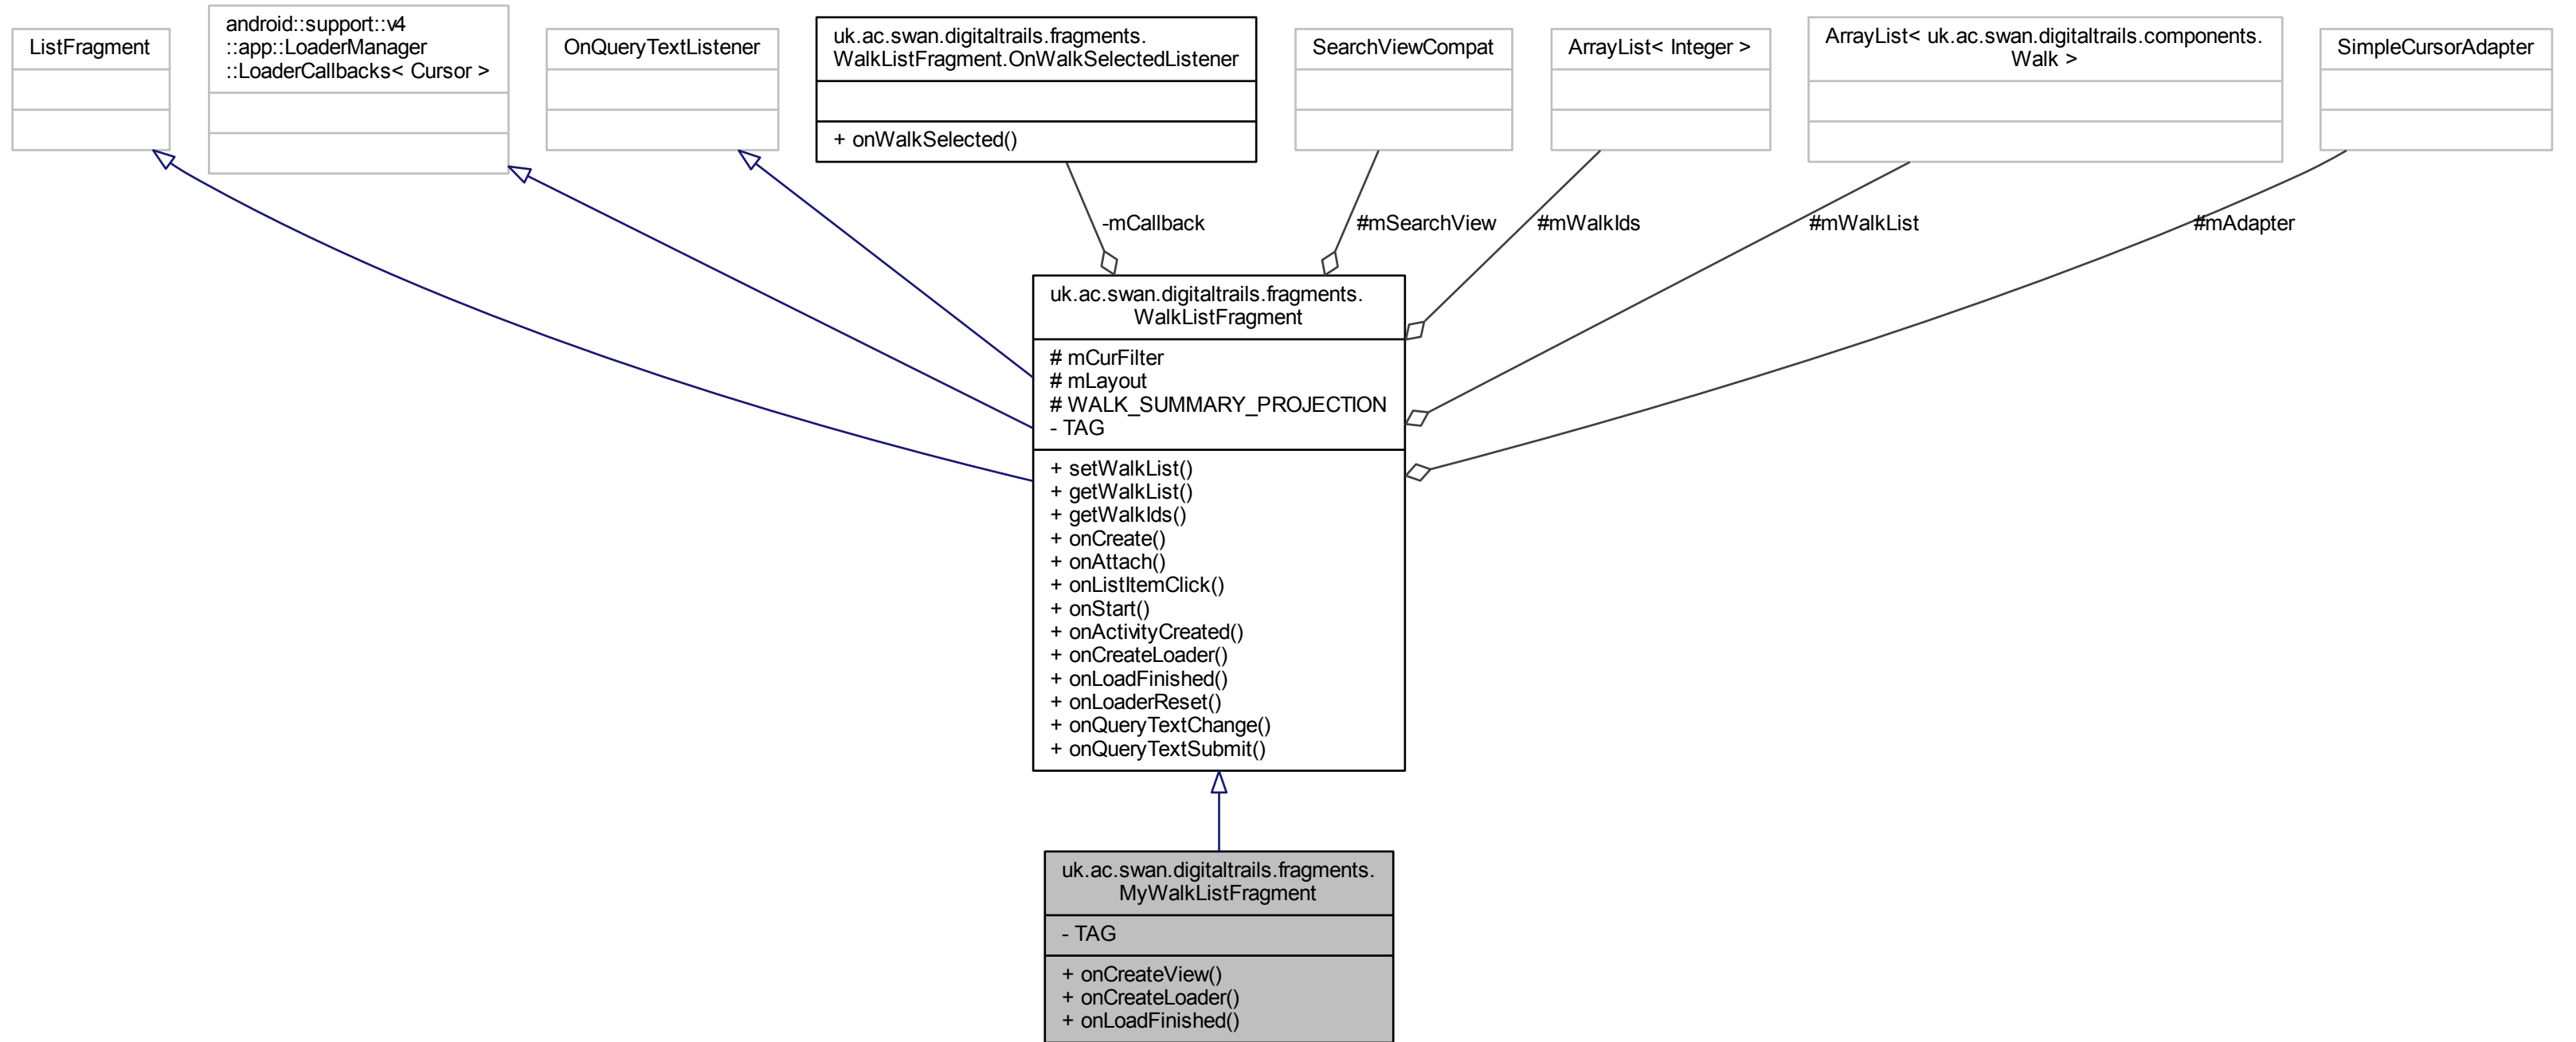 ListFragment
android::support::v4
::app::LoaderManager
::LoaderCallbacks< Cursor >
OnQueryTextListener
uk.ac.swan.digitaltrails.fragments.
WalkListFragment.OnWalkSelectedListener
+ onWalkSelected()
SearchViewCompat
ArrayList< Integer >
ArrayList< uk.ac.swan.digitaltrails.components.
Walk >
SimpleCursorAdapter
-mCallback
#mSearchView
#mWalkIds
#mWalkList
#mAdapter
uk.ac.swan.digitaltrails.fragments.
WalkListFragment
# mCurFilter
# mLayout
# WALK_SUMMARY_PROJECTION
- TAG
+ setWalkList()
+ getWalkList()
+ getWalkIds()
+ onCreate()
+ onAttach()
+ onListItemClick()
+ onStart()
+ onActivityCreated()
+ onCreateLoader()
+ onLoadFinished()
+ onLoaderReset()
+ onQueryTextChange()
+ onQueryTextSubmit()
uk.ac.swan.digitaltrails.fragments.
MyWalkListFragment
- TAG
+ onCreateView()
+ onCreateLoader()
+ onLoadFinished()